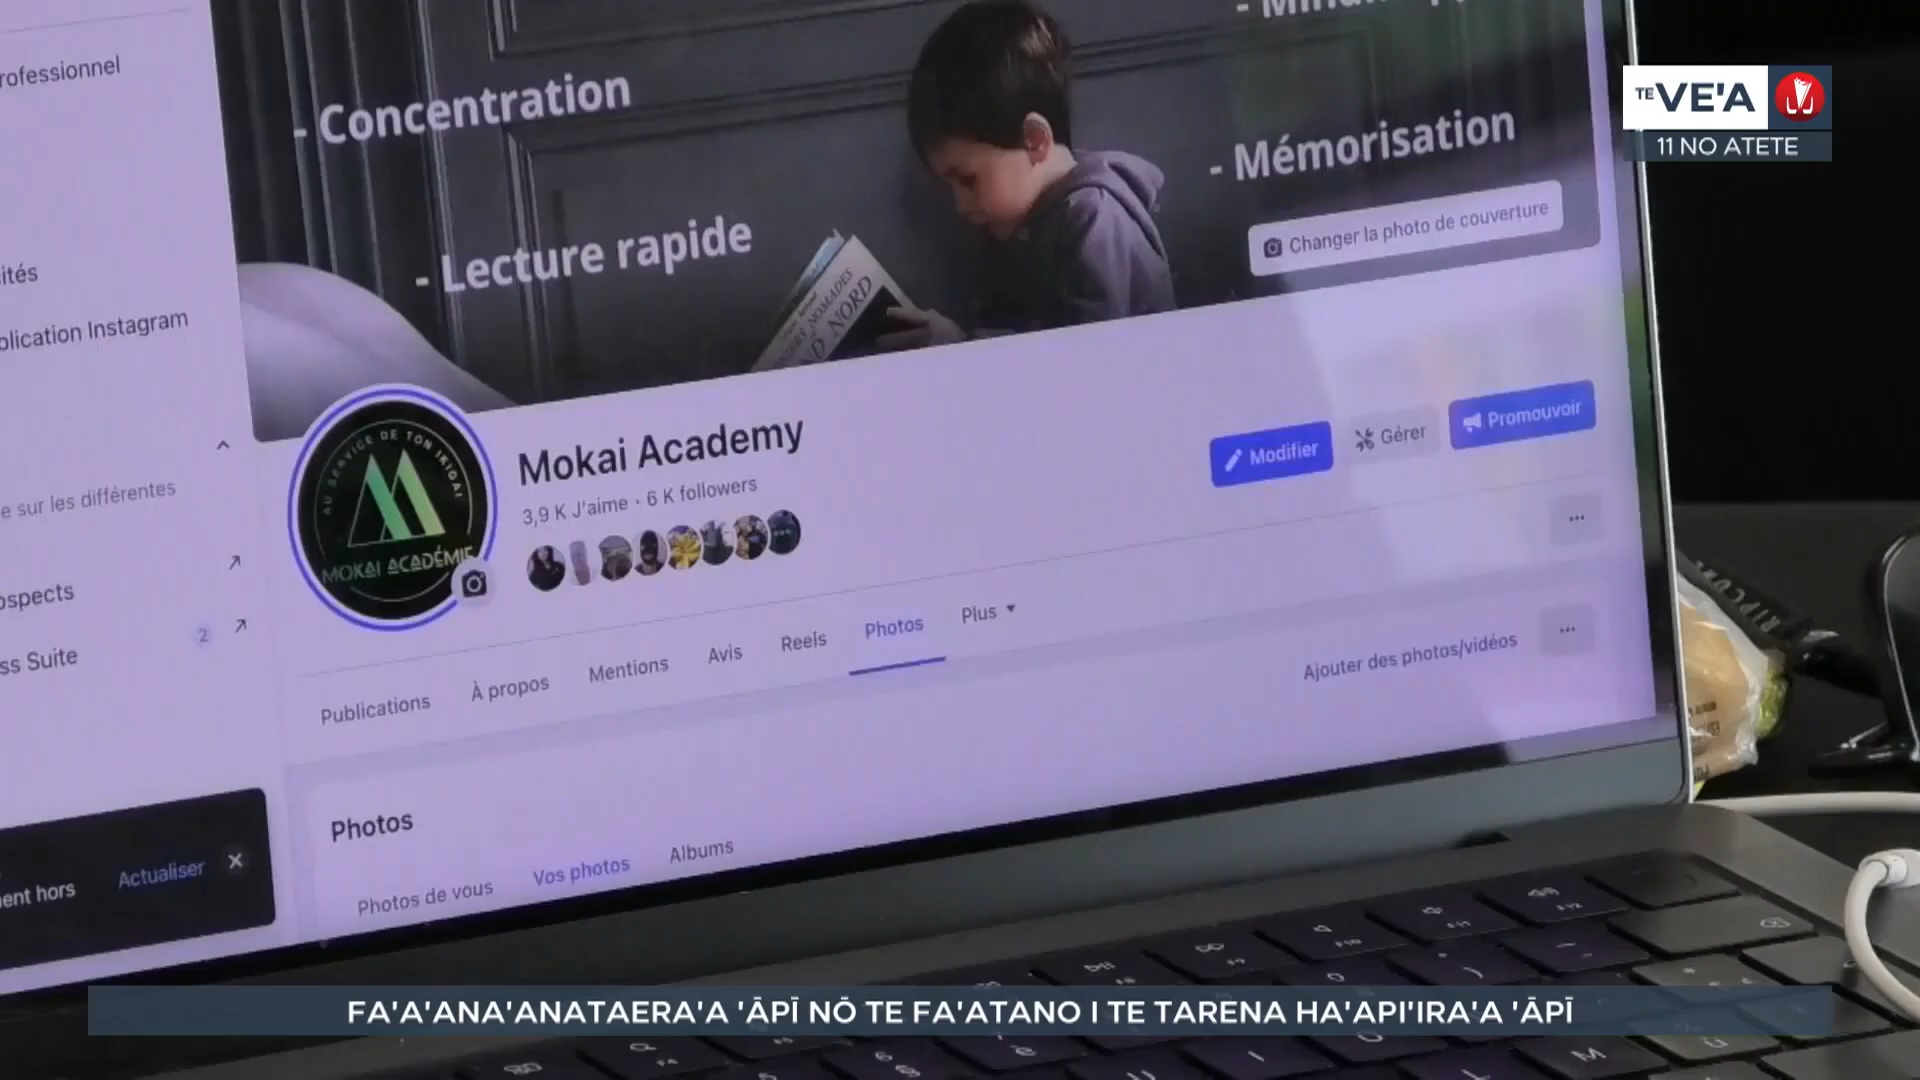 TE VE'A
11 NO ATETE
- Concentration
- Mémorisation
- Lecture rapide
Changer la photo de couverture
NOMADES
NORD
ités
Instagram
AU SERVICE DE TON IKIGAI
MOKAI ACADÉMIE
Mokai Academy
3,9 K J'aime · 6 K followers
Modifier
Gérer
Promouvoir
e sur les différentes
ss Suite
2
Publications
À propos
Mentions
Avis
Reels
Photos
Plus
Ajouter des photos/vidéos
Photos
Photos de vous
Vos photos
Albums
ent hors
Actualiser
RIPCURL
FA'A'ANA'ANATAERA'A 'ĀPĪ NŌ TE FA'ATANO I TE TARENA HA'API'IRA'A 'ĀPĪ